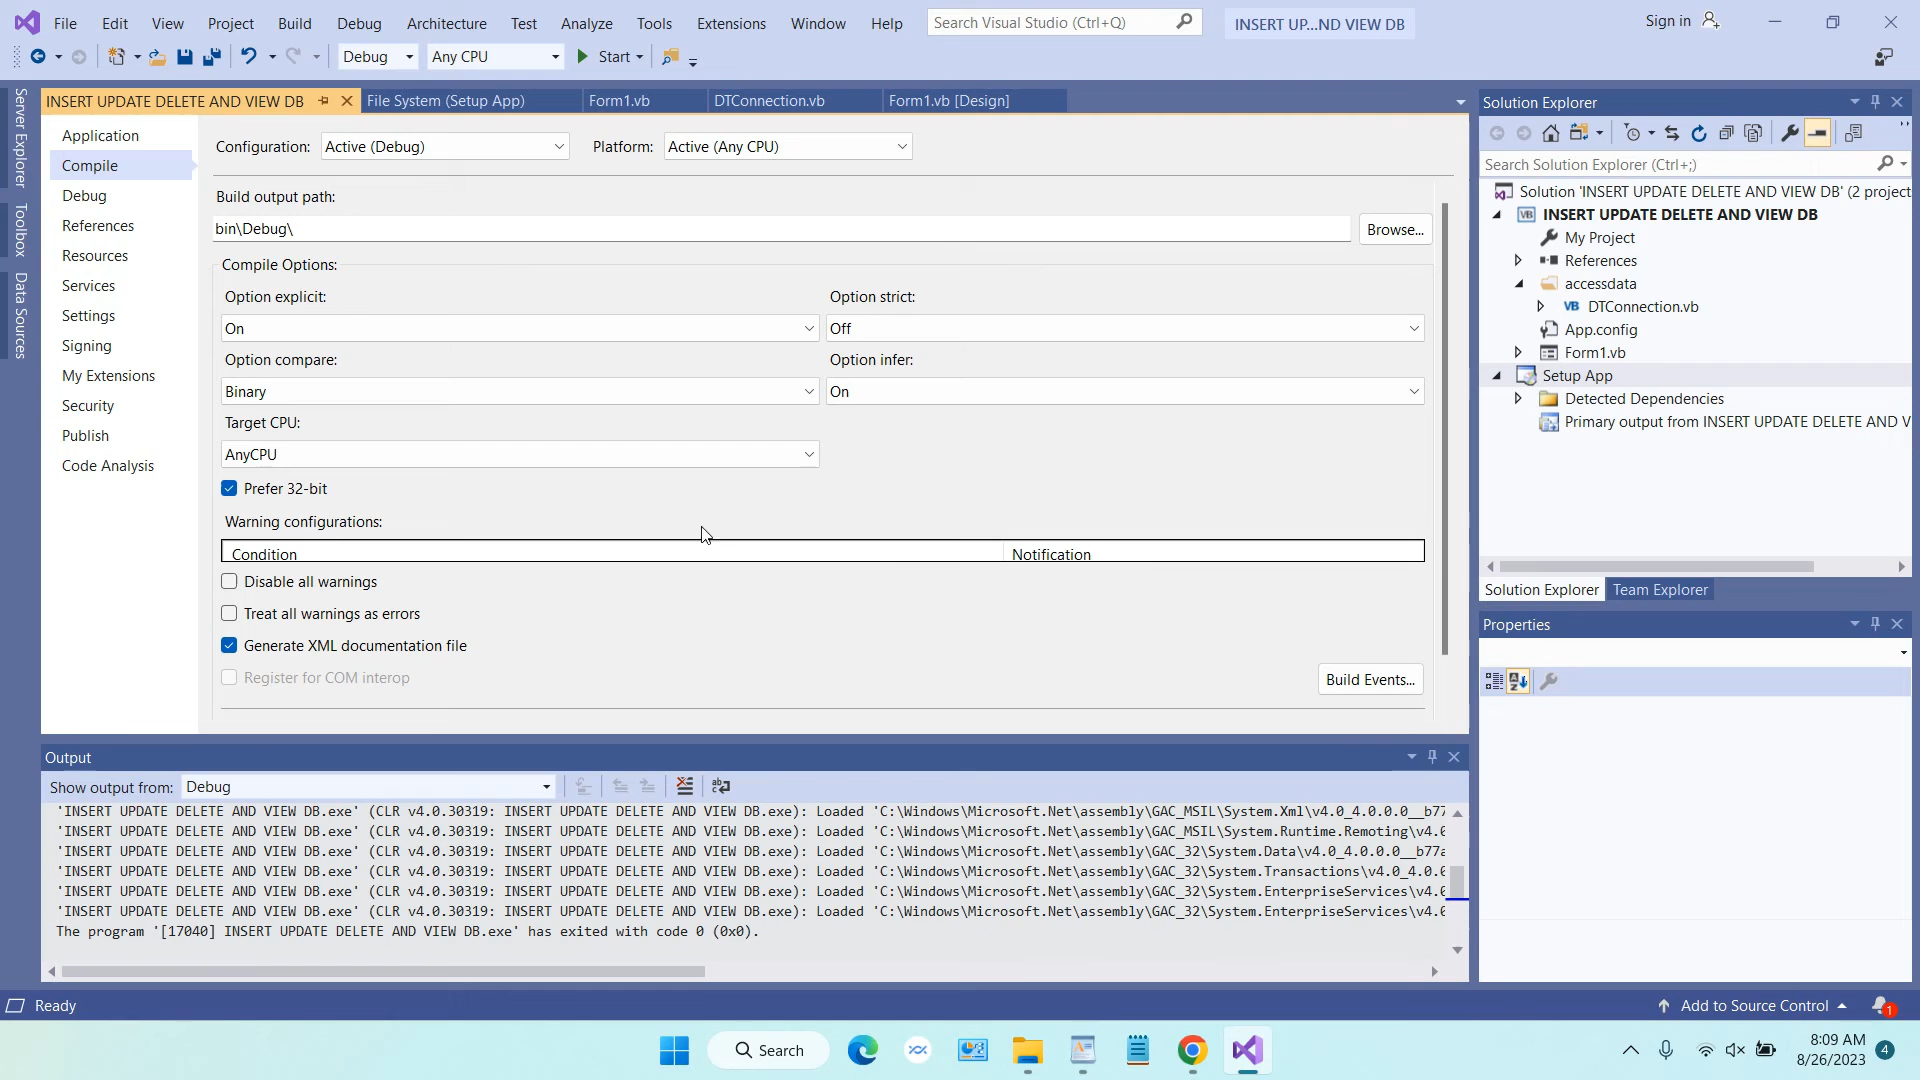 File Edit View Project Build Debug Architecture Test Analyze Tools Extensions Window Help Search Visual Studio (Ctrl+Q) INSERT UP...ND VIEW DB Sign in
Debug Any CPU Start
Server Explorer
Toolbox
Data Sources
INSERT UPDATE DELETE AND VIEW DB File System (Setup App) Form1.vb DTConnection.vb Form1.vb [Design]
Application
Compile
Debug
References
Resources
Services
Settings
Signing
My Extensions
Security
Publish
Code Analysis
Configuration: Active (Debug) Platform: Active (Any CPU)
Build output path:
bin\Debug\ Browse...
Compile Options:
Option explicit: Option strict:
On Off
Option compare: Option infer:
Binary On
Target CPU:
AnyCPU
Prefer 32-bit
Warning configurations:
Condition Notification
Disable all warnings
Treat all warnings as errors
Generate XML documentation file
Register for COM interop Build Events...
Solution Explorer
Search Solution Explorer (Ctrl+;)
Solution 'INSERT UPDATE DELETE AND VIEW DB' (2 project
INSERT UPDATE DELETE AND VIEW DB
My Project
References
accessdata
DTConnection.vb
App.config
Form1.vb
Setup App
Detected Dependencies
Primary output from INSERT UPDATE DELETE AND V
Solution Explorer Team Explorer
Properties
Output
Show output from: Debug
'INSERT UPDATE DELETE AND VIEW DB.exe' (CLR v4.0.30319: INSERT UPDATE DELETE AND VIEW DB.exe): Loaded 'C:\Windows\Microsoft.Net\assembly\GAC_MSIL\System.Xml\v4.0_4.0.0.0__b77
'INSERT UPDATE DELETE AND VIEW DB.exe' (CLR v4.0.30319: INSERT UPDATE DELETE AND VIEW DB.exe): Loaded 'C:\Windows\Microsoft.Net\assembly\GAC_MSIL\System.Runtime.Remoting\v4.0
'INSERT UPDATE DELETE AND VIEW DB.exe' (CLR v4.0.30319: INSERT UPDATE DELETE AND VIEW DB.exe): Loaded 'C:\Windows\Microsoft.Net\assembly\GAC_32\System.Data\v4.0_4.0.0.0__b77a
'INSERT UPDATE DELETE AND VIEW DB.exe' (CLR v4.0.30319: INSERT UPDATE DELETE AND VIEW DB.exe): Loaded 'C:\Windows\Microsoft.Net\assembly\GAC_32\System.Transactions\v4.0_4.0.0
'INSERT UPDATE DELETE AND VIEW DB.exe' (CLR v4.0.30319: INSERT UPDATE DELETE AND VIEW DB.exe): Loaded 'C:\Windows\Microsoft.Net\assembly\GAC_32\System.EnterpriseServices\v4.0
'INSERT UPDATE DELETE AND VIEW DB.exe' (CLR v4.0.30319: INSERT UPDATE DELETE AND VIEW DB.exe): Loaded 'C:\Windows\Microsoft.Net\assembly\GAC_32\System.EnterpriseServices\v4.0
The program '[17040] INSERT UPDATE DELETE AND VIEW DB.exe' has exited with code 0 (0x0).
Ready Add to Source Control 1
Search 8:09 AM
8/26/2023 4